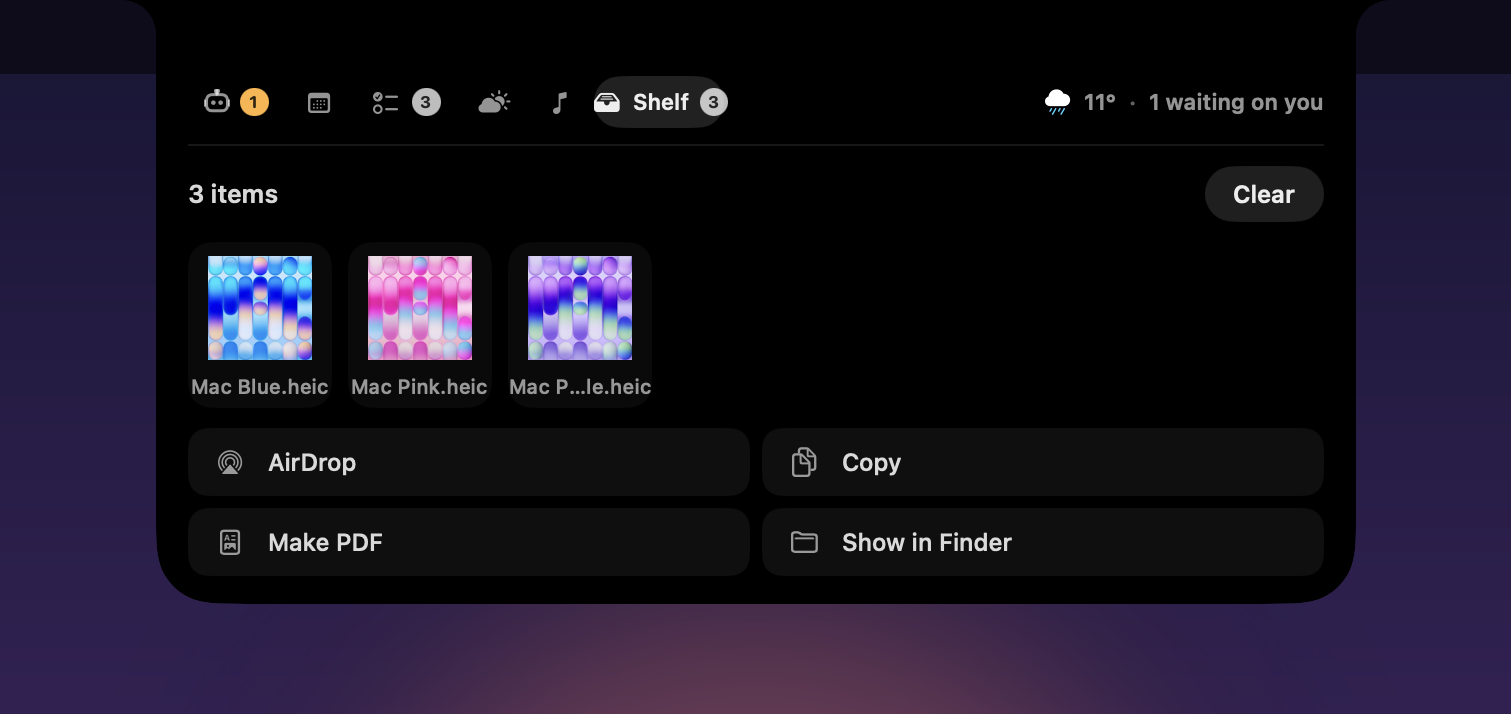 1
3
Shelf 3
11° · 1 waiting on you
3 items
Clear
Mac Blue.heic
Mac Pink.heic
Mac P...le.heic
AirDrop
Copy
Make PDF
Show in Finder